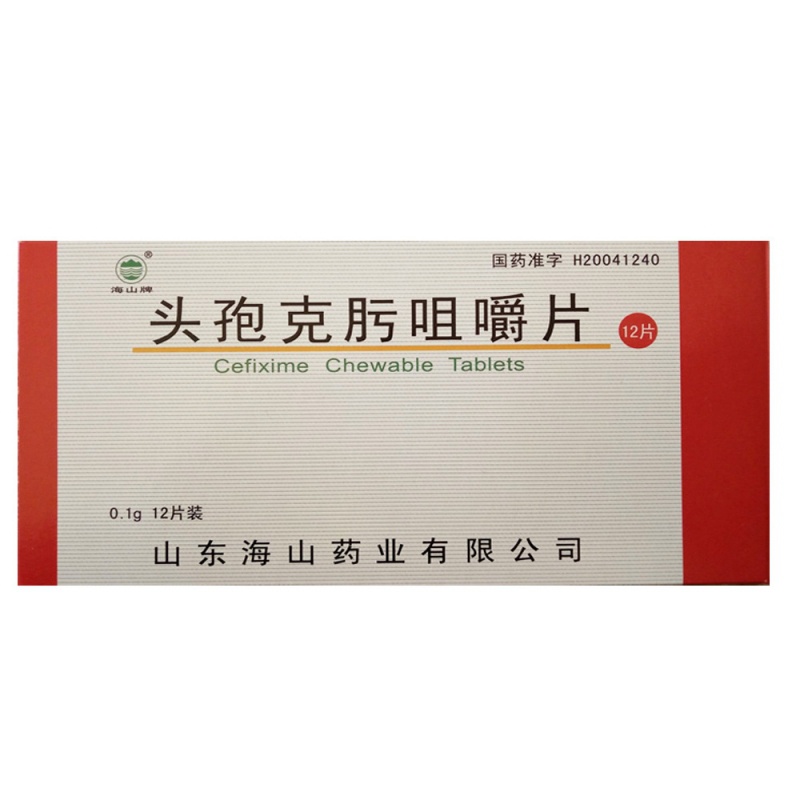 国药准字 H20041240
®
海山牌
头孢克肟咀嚼片
12片
Cefixime Chewable Tablets
0.1g 12片装
山东海山药业有限公司